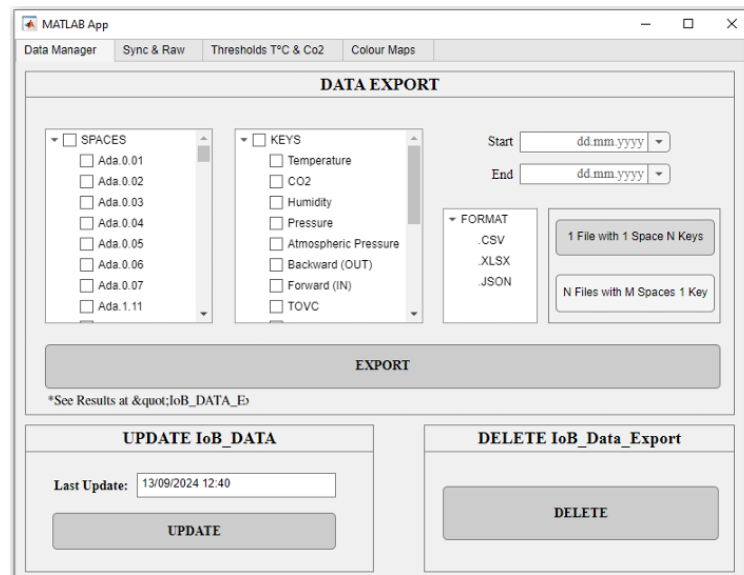 MATLAB App
Data Manager Sync & Raw Thresholds TºC & Co2 Colour Maps
DATA EXPORT
SPACES
Ada.0.01
Ada.0.02
Ada.0.03
Ada.0.04
Ada.0.05
Ada.0.06
Ada.0.07
Ada.1.11
KEYS
Temperature
CO2
Humidity
Pressure
Atmospheric Pressure
Backward (OUT)
Forward (IN)
TOVC
Start dd.mm.yyyy
End dd.mm.yyyy
FORMAT
.CSV
.XLSX
.JSON
1 File with 1 Space N Keys
N Files with M Spaces 1 Key
EXPORT
*See Results at &quot;IoB_DATA_E
UPDATE IoB_DATA
Last Update: 13/09/2024 12:40
UPDATE
DELETE IoB_Data_Export
DELETE